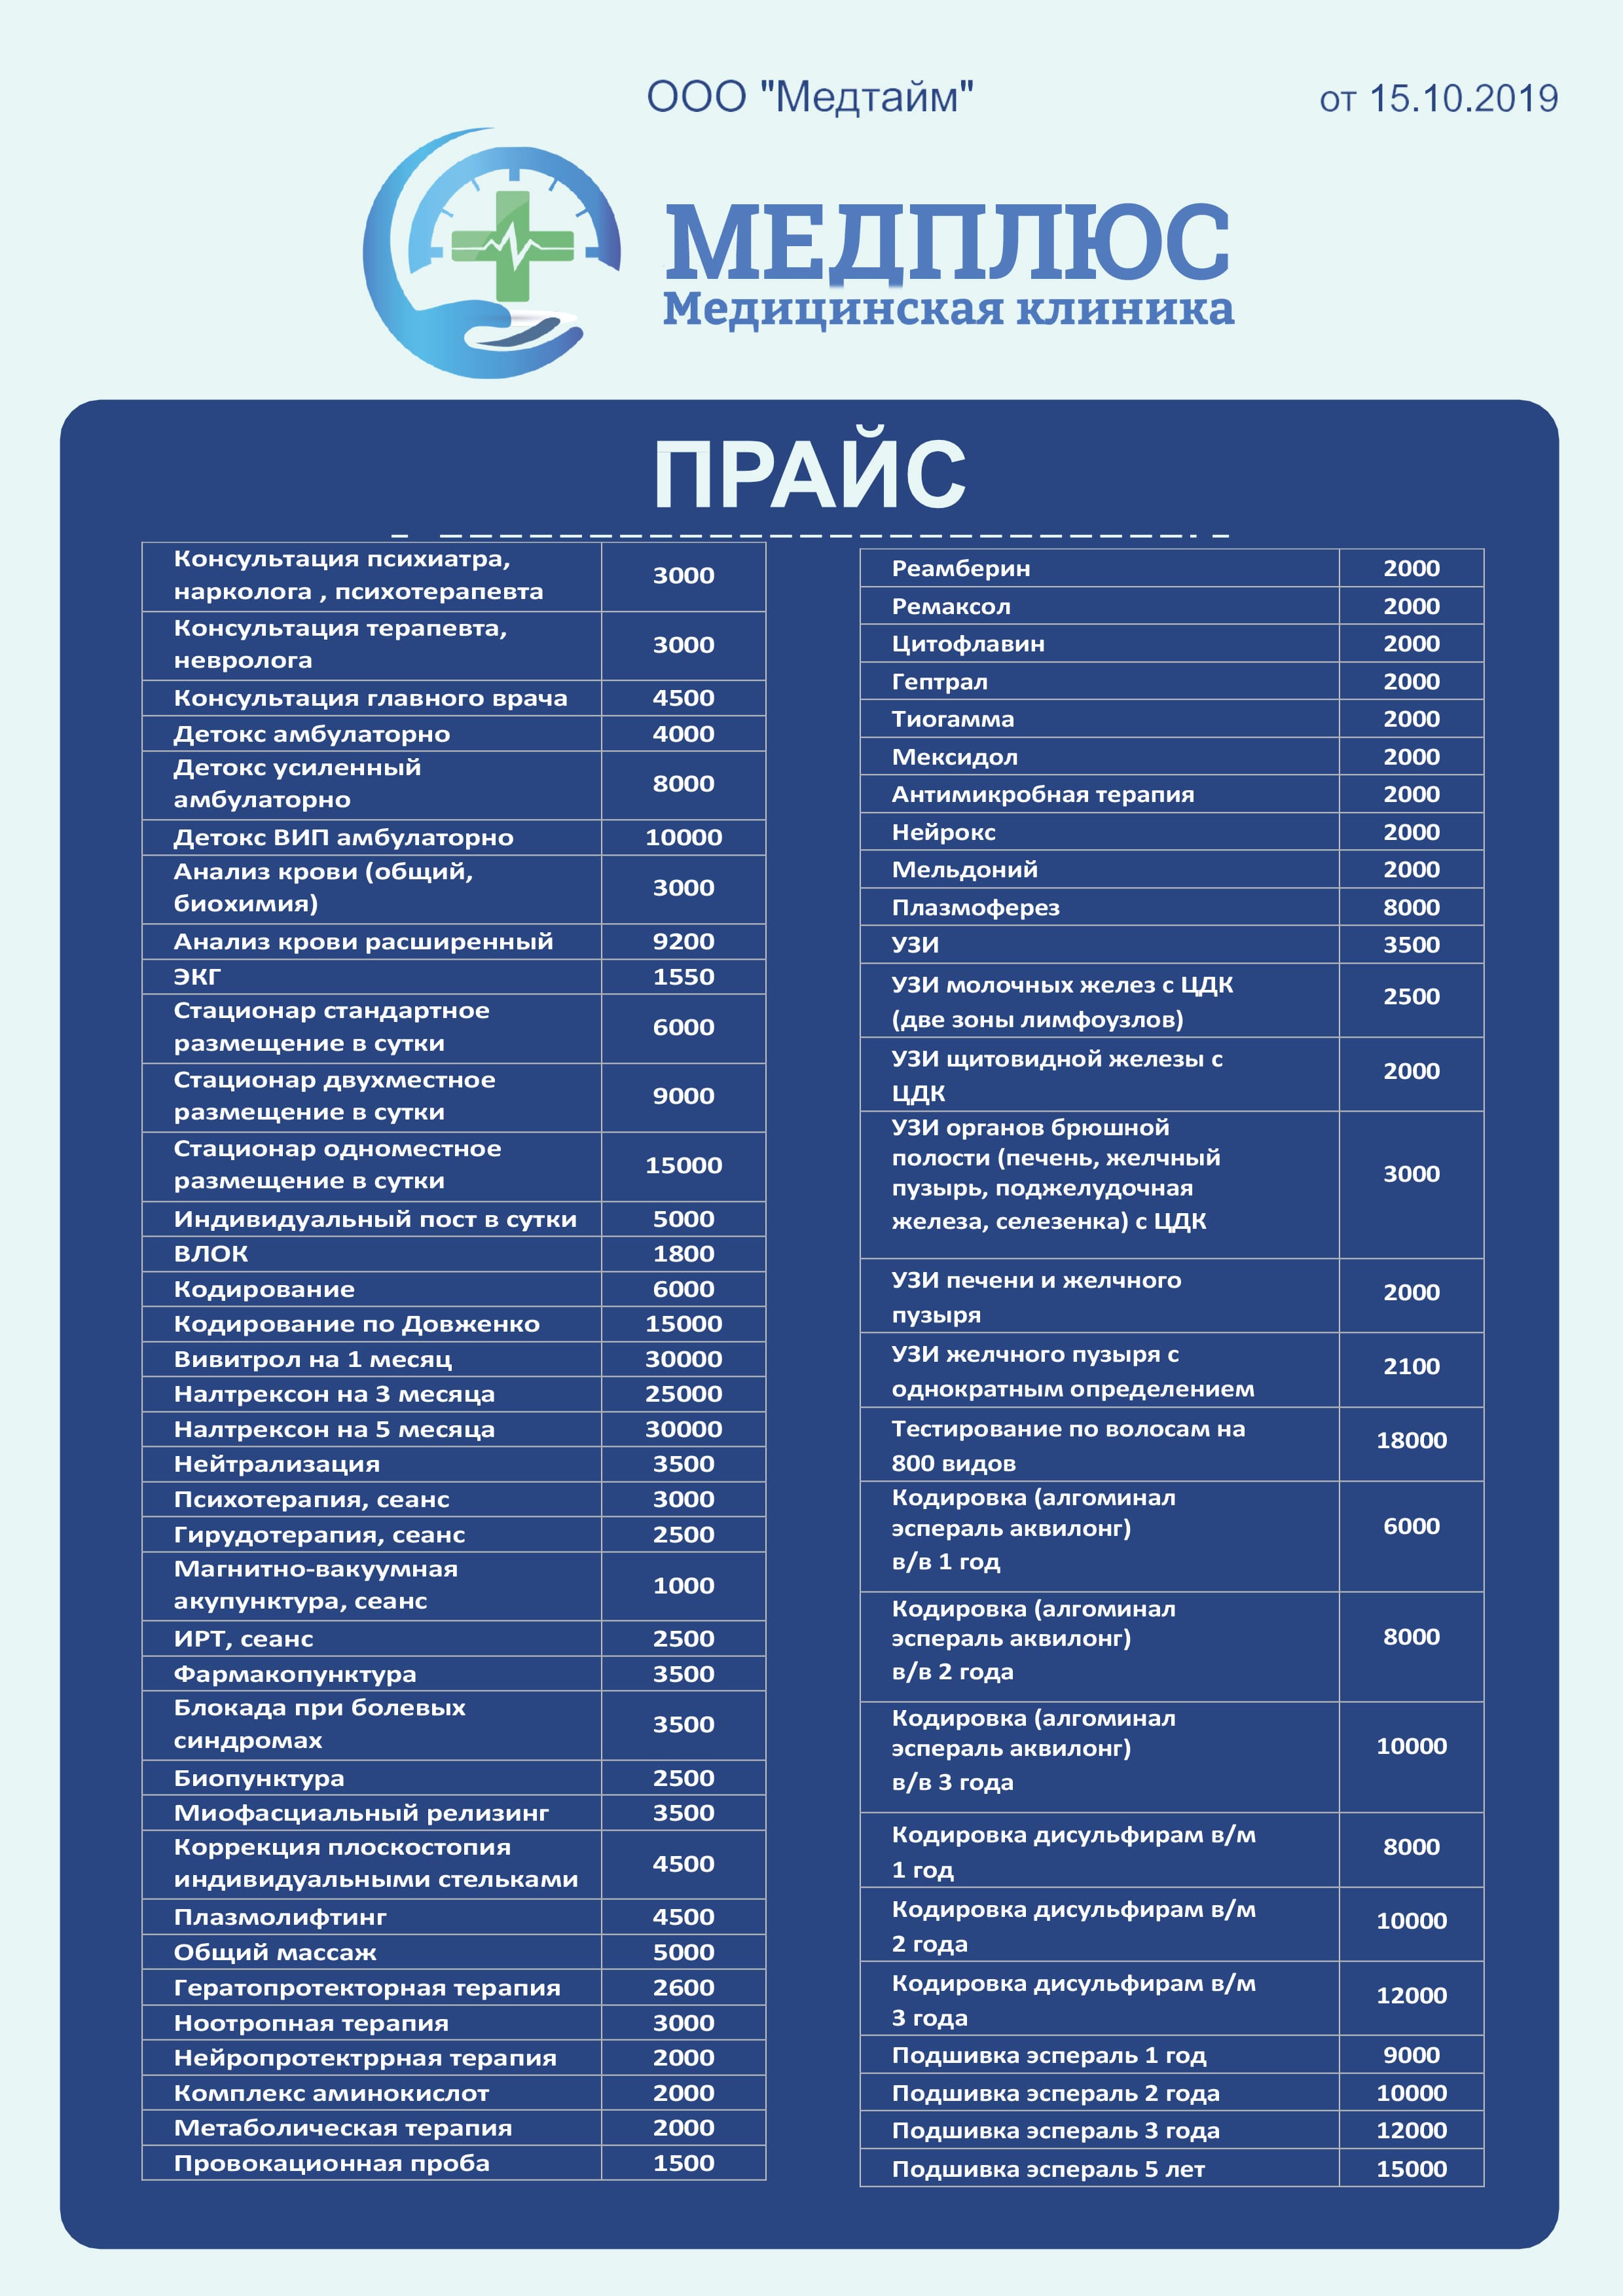 ООО "Медтайм"
от 15.10.2019
МЕДПЛЮС
Медицинская клиника
ПРАЙС
Консультация психиатра,
нарколога , психотерапевта
3000
Консультация терапевта,
невролога
3000
Консультация главного врача 4500
Детокс амбулаторно 4000
Детокс усиленный
амбулаторно
8000
Детокс ВИП амбулаторно 10000
Анализ крови (общий,
биохимия)
3000
Анализ крови расширенный 9200
ЭКГ 1550
Стационар стандартное
размещение в сутки
6000
Стационар двухместное
размещение в сутки
9000
Стационар одноместное
размещение в сутки
15000
Индивидуальный пост в сутки 5000
ВЛОК 1800
Кодирование 6000
Кодирование по Довженко 15000
Вивитрол на 1 месяц 30000
Налтрексон на 3 месяца 25000
Налтрексон на 5 месяца 30000
Нейтрализация 3500
Психотерапия, сеанс 3000
Гирудотерапия, сеанс 2500
Магнитно-вакуумная
акупунктура, сеанс
1000
ИРТ, сеанс 2500
Фармакопунктура 3500
Блокада при болевых
синдромах
3500
Биопунктура 2500
Миофасциальный релизинг 3500
Коррекция плоскостопия
индивидуальными стельками
4500
Плазмолифтинг 4500
Общий массаж 5000
Гератопротекторная терапия 2600
Ноотропная терапия 3000
Нейропротектррная терапия 2000
Комплекс аминокислот 2000
Метаболическая терапия 2000
Провокационная проба 1500
Реамберин 2000
Ремаксол 2000
Цитофлавин 2000
Гептрал 2000
Тиогамма 2000
Мексидол 2000
Антимикробная терапия 2000
Нейрокс 2000
Мельдоний 2000
Плазмоферез 8000
УЗИ 3500
УЗИ молочных желез с ЦДК
(две зоны лимфоузлов)
2500
УЗИ щитовидной железы с
ЦДК
2000
УЗИ органов брюшной
полости (печень, желчный
пузырь, поджелудочная
железа, селезенка) с ЦДК
3000
УЗИ печени и желчного
пузыря
2000
УЗИ желчного пузыря с
однократным определением
2100
Тестирование по волосам на
800 видов
18000
Кодировка (алгоминал
эспераль аквилонг)
в/в 1 год
6000
Кодировка (алгоминал
эспераль аквилонг)
в/в 2 года
8000
Кодировка (алгоминал
эспераль аквилонг)
в/в 3 года
10000
Кодировка дисульфирам в/м
1 год
8000
Кодировка дисульфирам в/м
2 года
10000
Кодировка дисульфирам в/м
3 года
12000
Подшивка эспераль 1 год 9000
Подшивка эспераль 2 года 10000
Подшивка эспераль 3 года 12000
Подшивка эспераль 5 лет 15000